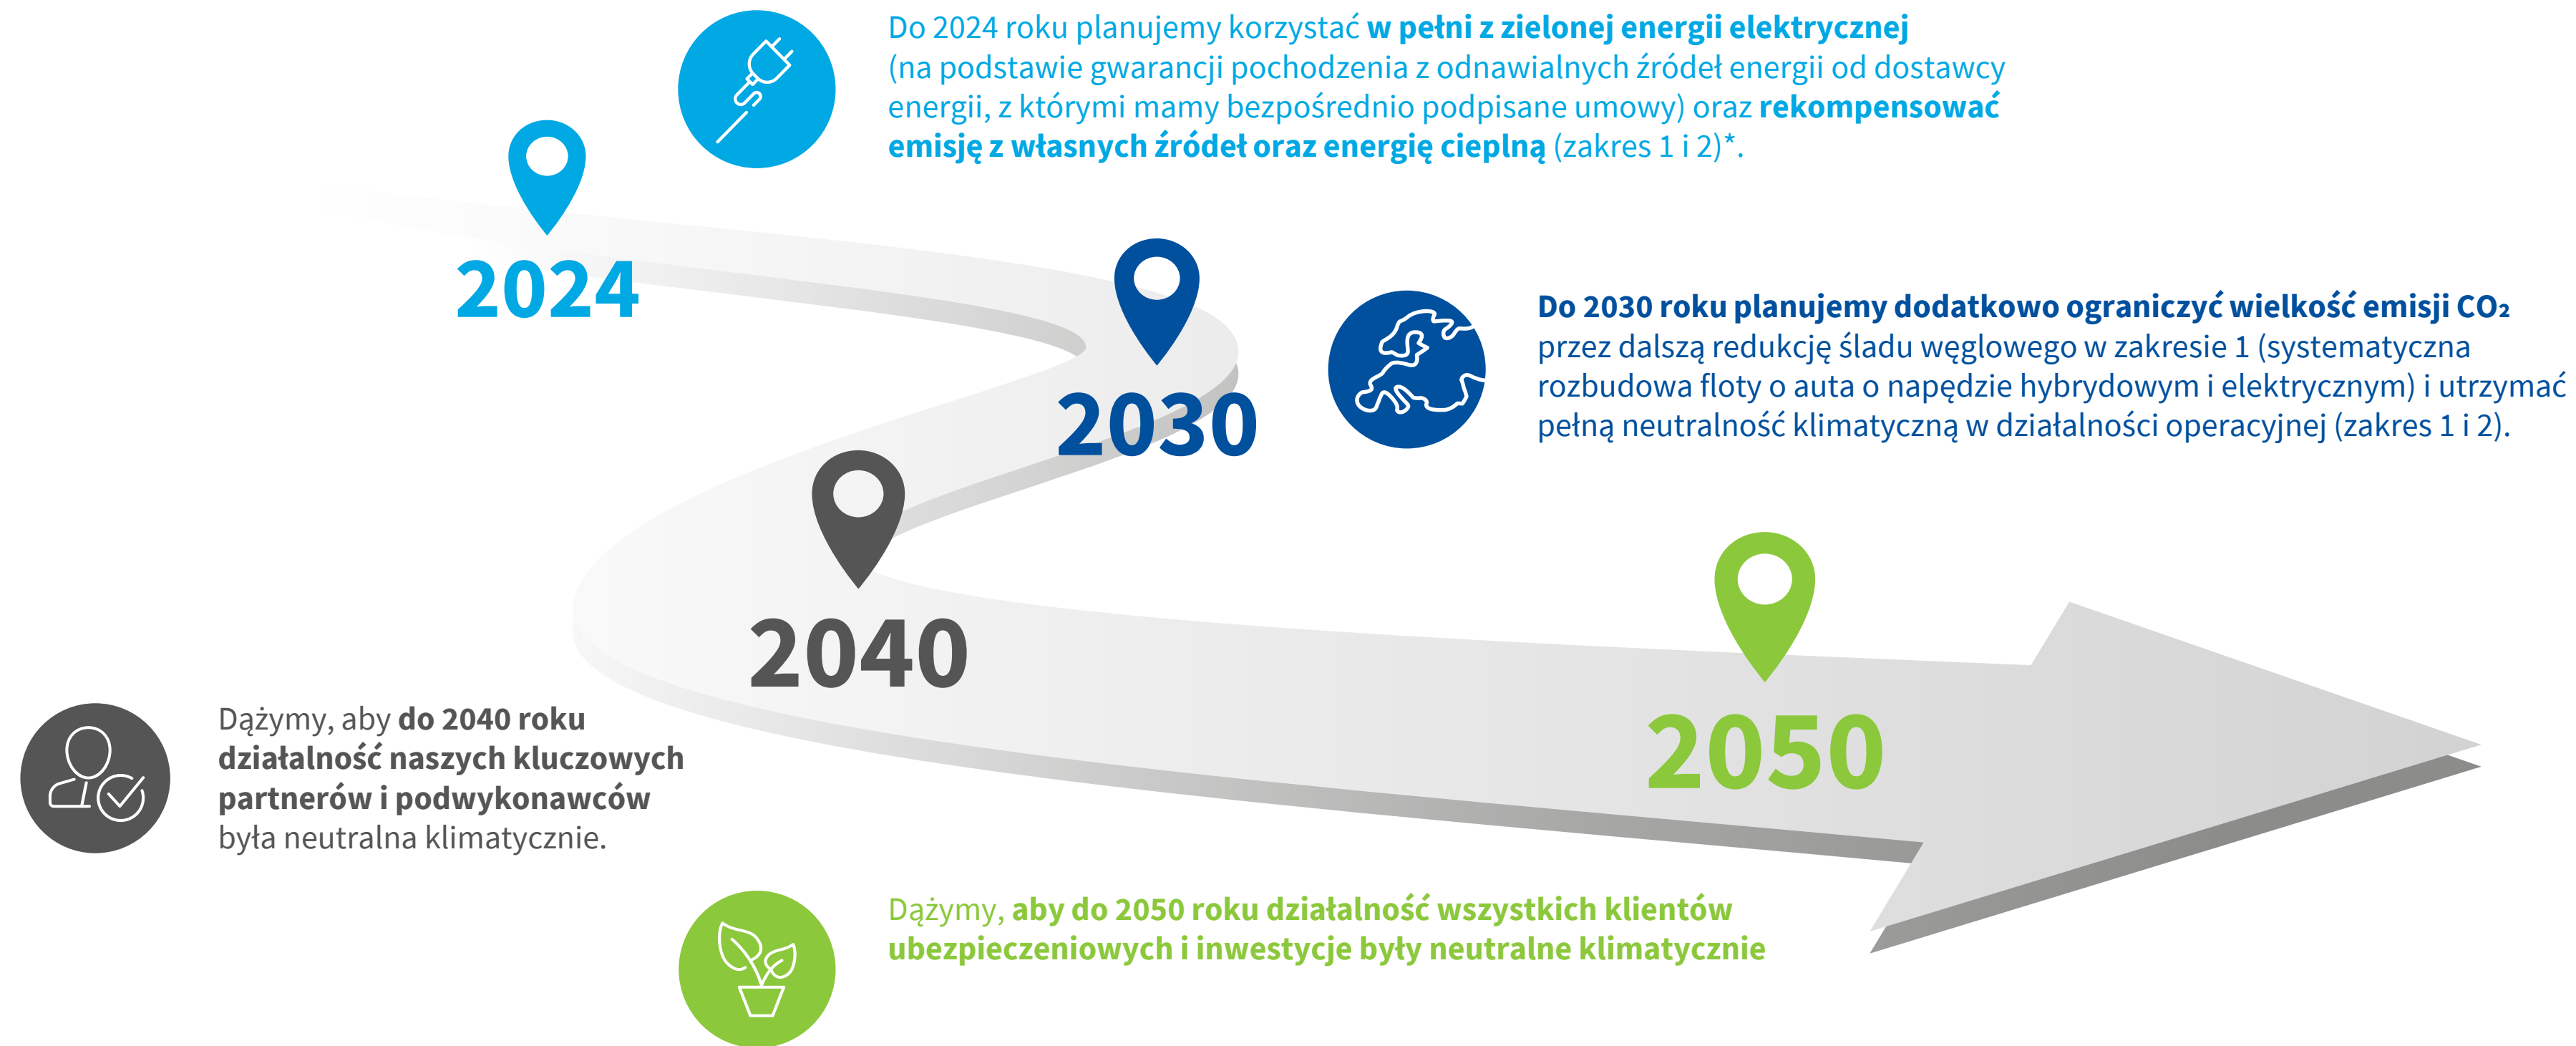 Do 2024 roku planujemy korzystać w pełni z zielonej energii elektrycznej
(na podstawie gwarancji pochodzenia z odnawialnych źródeł energii od dostawcy
energii, z którymi mamy bezpośrednio podpisane umowy) oraz rekompensować
emisję z własnych źródeł oraz energię cieplną (zakres 1 i 2)*.
2024
Do 2030 roku planujemy dodatkowo ograniczyć wielkość emisji CO₂
przez dalszą redukcję śladu węglowego w zakresie 1 (systematyczna
rozbudowa floty o auta o napędzie hybrydowym i elektrycznym) i utrzymać
pełną neutralność klimatyczną w działalności operacyjnej (zakres 1 i 2).
2030
2040
Dążymy, aby do 2040 roku
działalność naszych kluczowych
partnerów i podwykonawców
była neutralna klimatycznie.
2050
Dążymy, aby do 2050 roku działalność wszystkich klientów
ubezpieczeniowych i inwestycje były neutralne klimatycznie